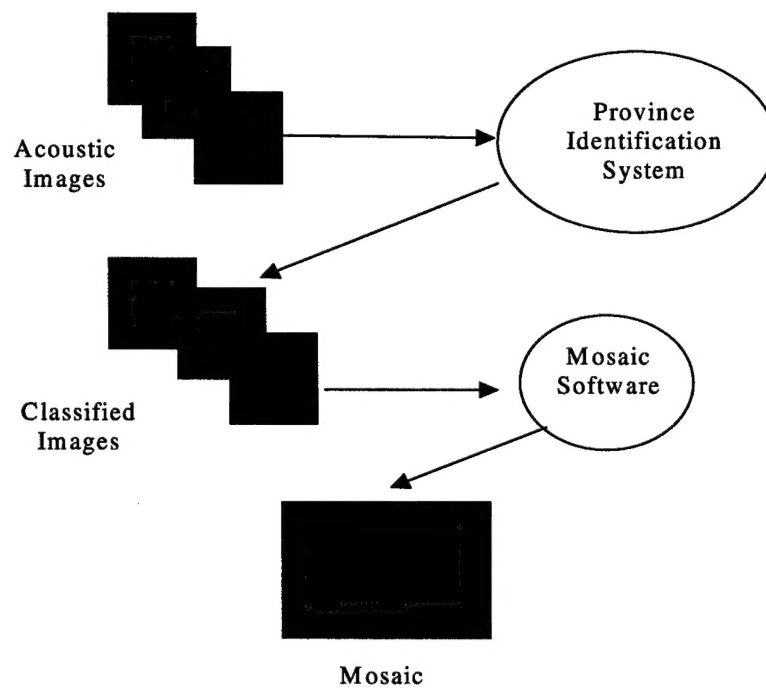 Acoustic
Images
Province
Identification
System
Classified
Images
Mosaic
Software
Mosaic